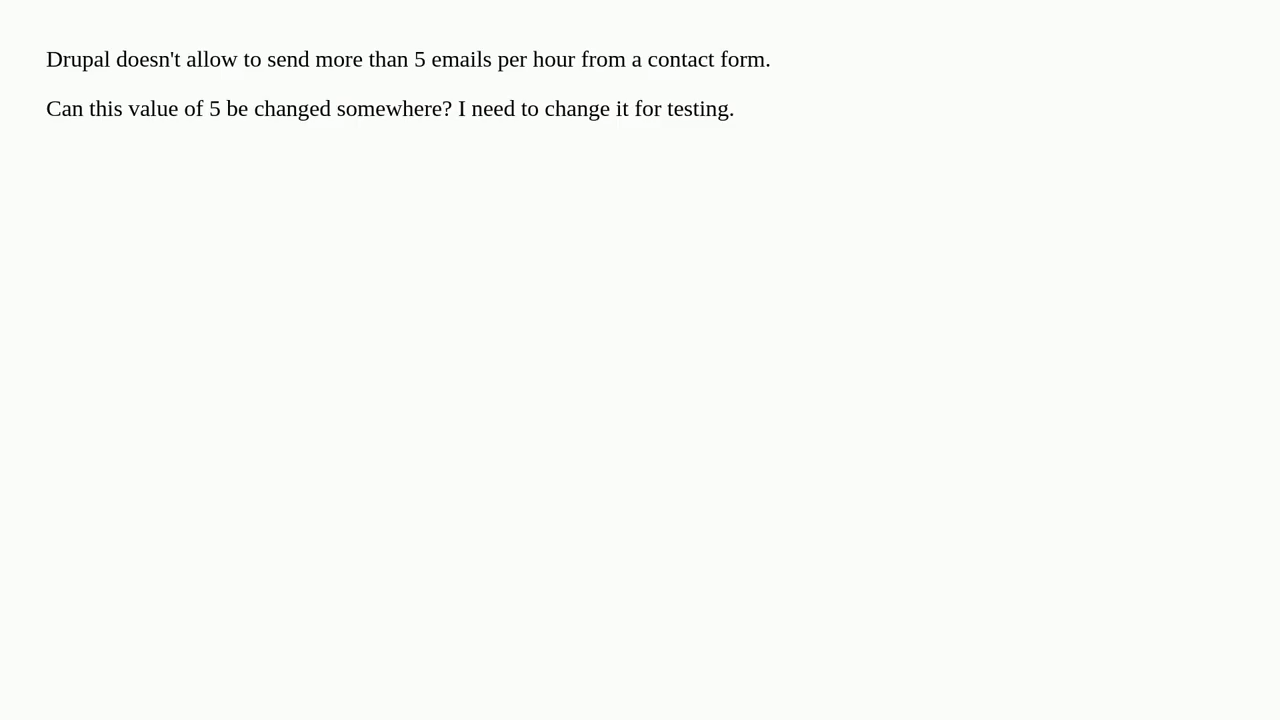 Drupal doesn't allow to send more than 5 emails per hour from a contact form.
Can this value of 5 be changed somewhere? I need to change it for testing.